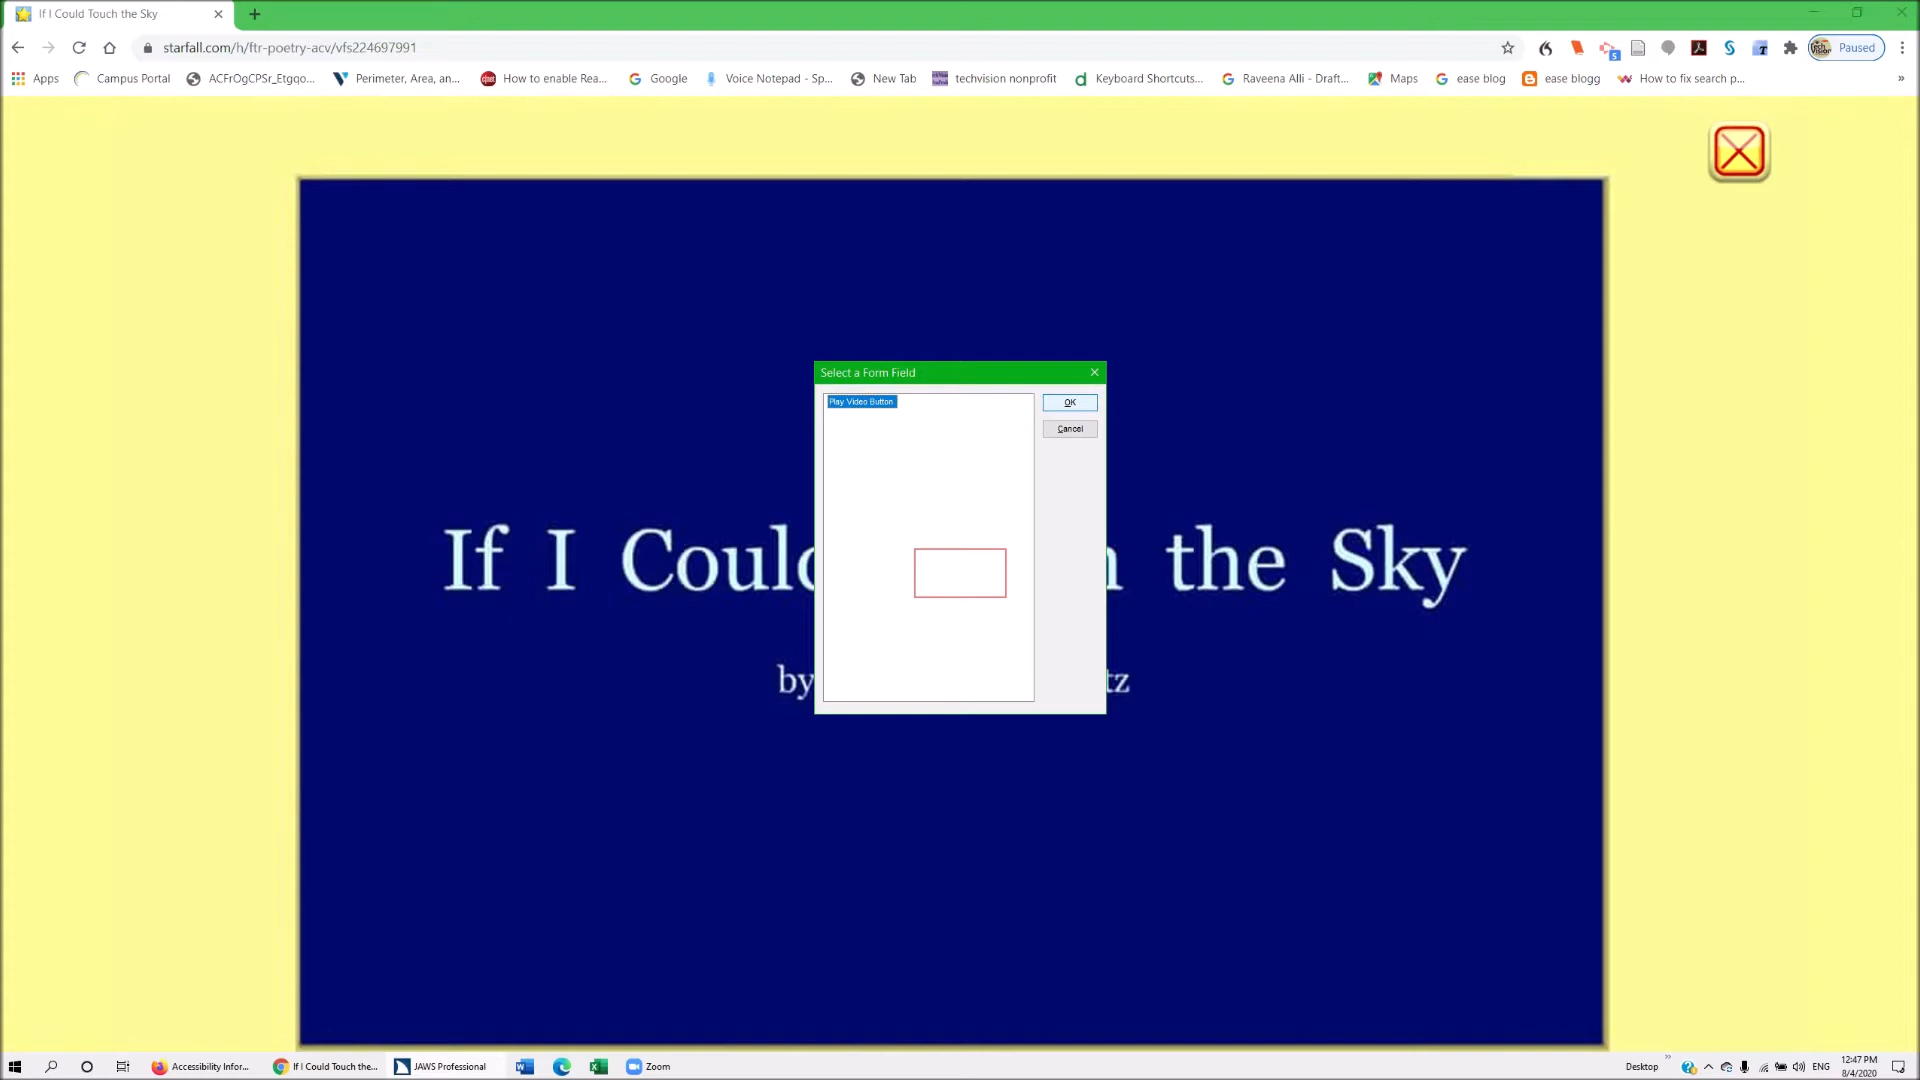 If I Could Touch the Sky
starfall.com/h/ftr-poetry-acv/vfs224697991
5
Paused
Apps
Campus Portal
ACFrOgCPSr_Etgqo...
Perimeter, Area, an...
How to enable Rea...
Google
Voice Notepad - Sp...
New Tab
techvision nonprofit
Keyboard Shortcuts...
Raveena Alli - Draft...
Maps
ease blog
ease blogg
How to fix search p...
Select a Form Field
Play Video Button
OK
Cancel
If I Coul the Sky
by tz
Accessibility Infor...
If I Could Touch the...
JAWS Professional
Zoom
Desktop
ENG
12:47 PM
8/4/2020